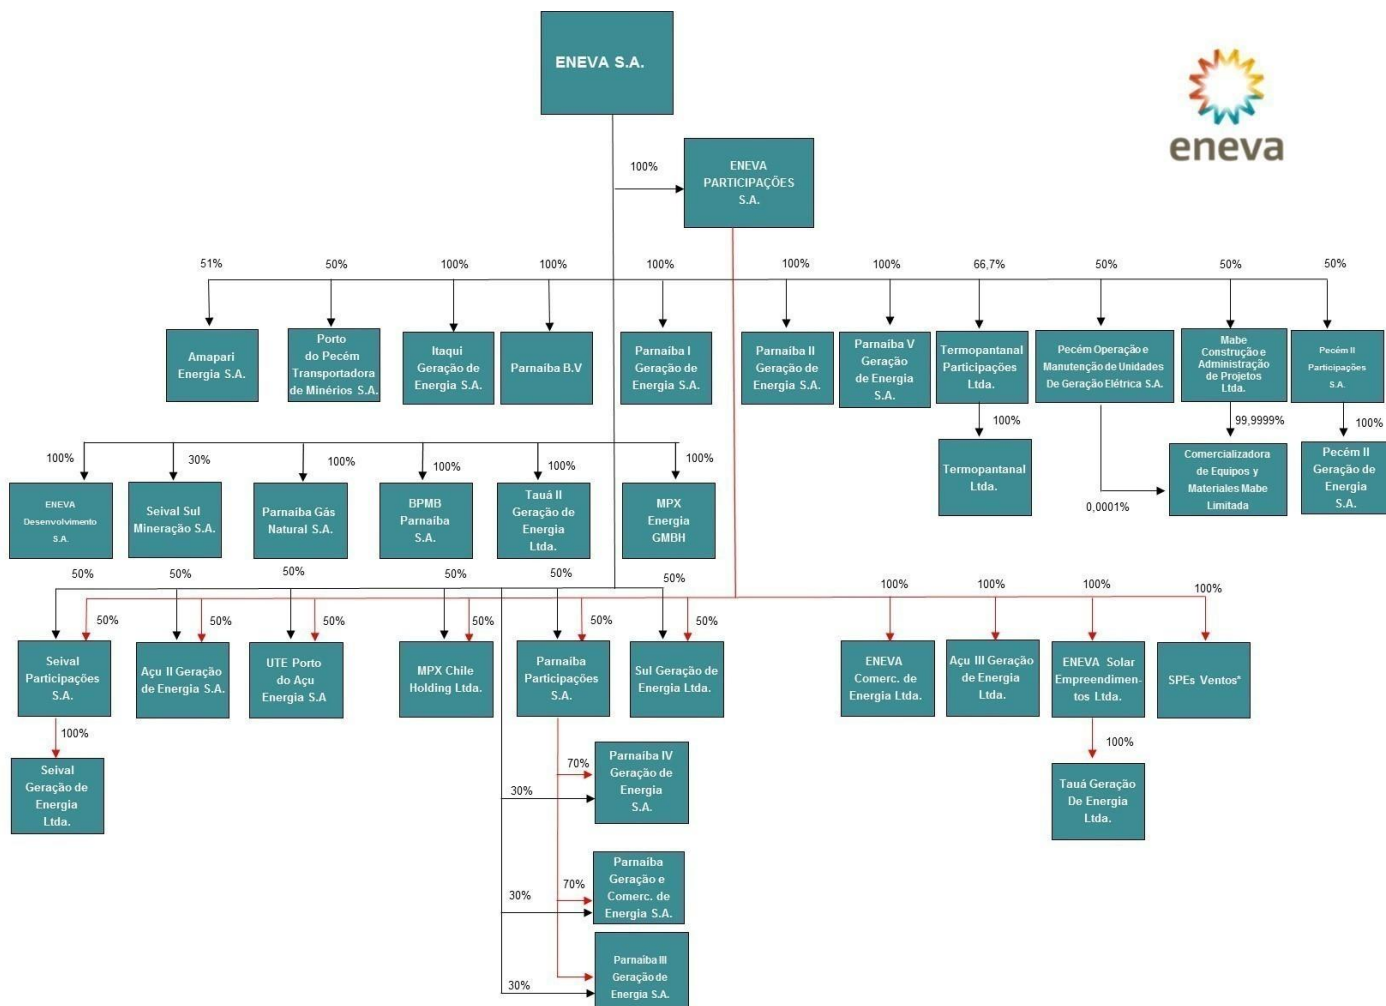 ENEVA S.A.
eneva
100%
ENEVA
PARTICIPAÇÕES
S.A.
51%
50%
100%
100%
100%
100%
100%
66,7%
50%
50%
50%
Amapari
Energia S.A.
Porto
do Pecém
Transportadora
de Minérios S.A.
Itaqui
Geração de
Energia S.A.
Parnaíba B.V
Parnaíba I
Geração de
Energia S.A.
Parnaíba II
Geração de
Energia S.A.
Parnaíba V
Geração
de Energia
S.A.
Termopantanal
Participações
Ltda.
Pecém Operação e
Manutenção de Unidades
De Geração Elétrica S.A.
Mabe
Construção e
Administração
de Projetos
Ltda.
Pecém II
Participações
S.A.
100%
99,9999%
100%
Termopantanal
Ltda.
0,0001%
Comercializadora
de Equipos y
Materiales Mabe
Limitada
Pecém II
Geração de
Energia
S.A.
100%
30%
100%
100%
100%
100%
ENEVA
Desenvolvimento
S.A.
Seival Sul
Mineração S.A.
Parnaíba Gás
Natural S.A.
BPMB
Parnaíba
S.A.
Tauá II
Geração de
Energia
Ltda.
MPX
Energia
GMBH
50%
50%
50%
50%
50%
50%
100%
100%
100%
100%
50%
50%
50%
50%
50%
50%
Seival
Participações
S.A.
Açu II Geração
de Energia S.A.
UTE Porto
do Açu
Energia S.A
MPX Chile
Holding Ltda.
Parnaíba
Participações
S.A.
Sul Geração de
Energia Ltda.
ENEVA
Comerc. de
Energia Ltda.
Açu III Geração
de Energia
Ltda.
ENEVA Solar
Empreendimen-
tos Ltda.
SPEs Ventosª
100%
Seival
Geração de
Energia
Ltda.
100%
Tauá Geração
De Energia
Ltda.
70%
30%
Parnaíba IV
Geração de
Energia
S.A.
70%
30%
Parnaíba
Geração e
Comerc. de
Energia S.A.
30%
Parnaíba III
Geração de
Energia S.A.